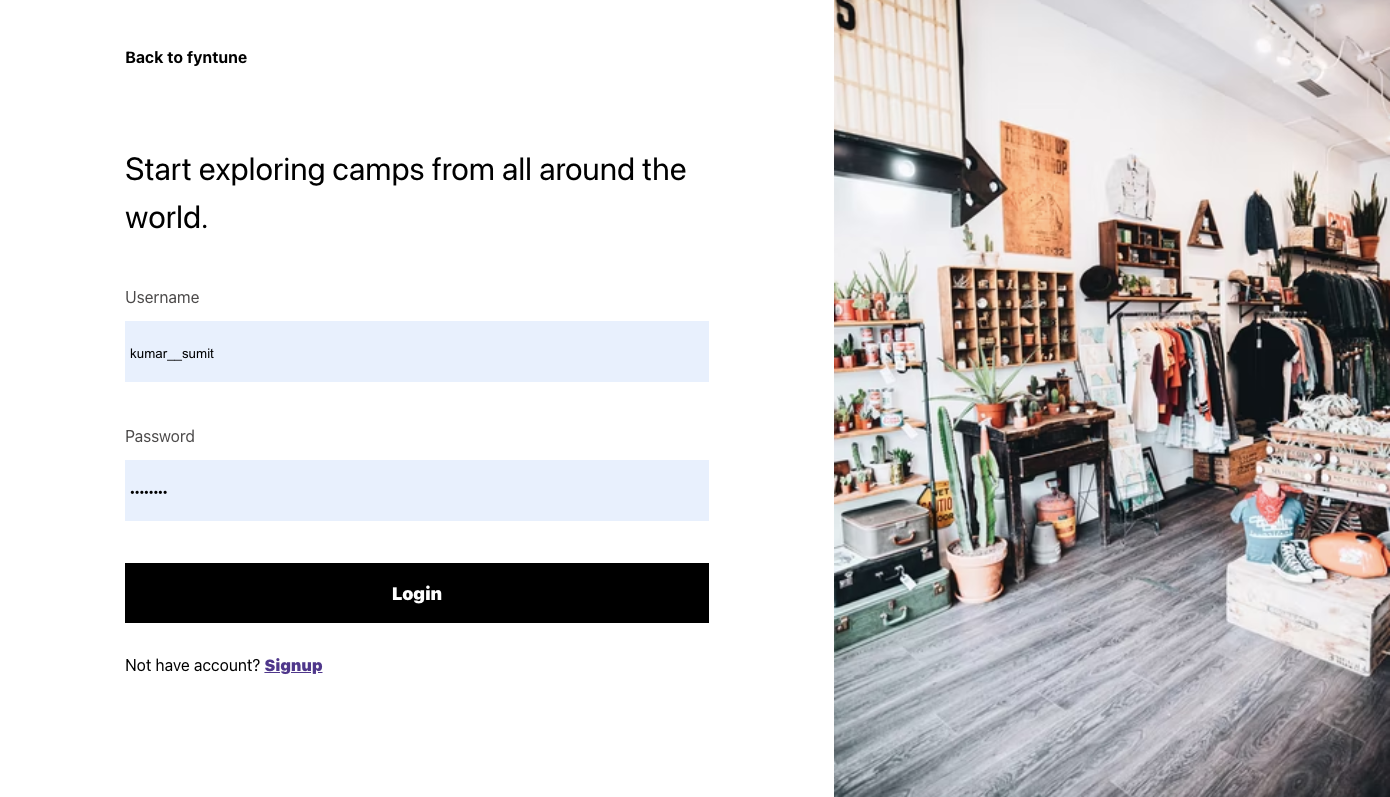 Back to fyntune
Start exploring camps from all around the
world.
Username
kumar__sumit
Password
••••••••
Login
Not have account? Signup
5